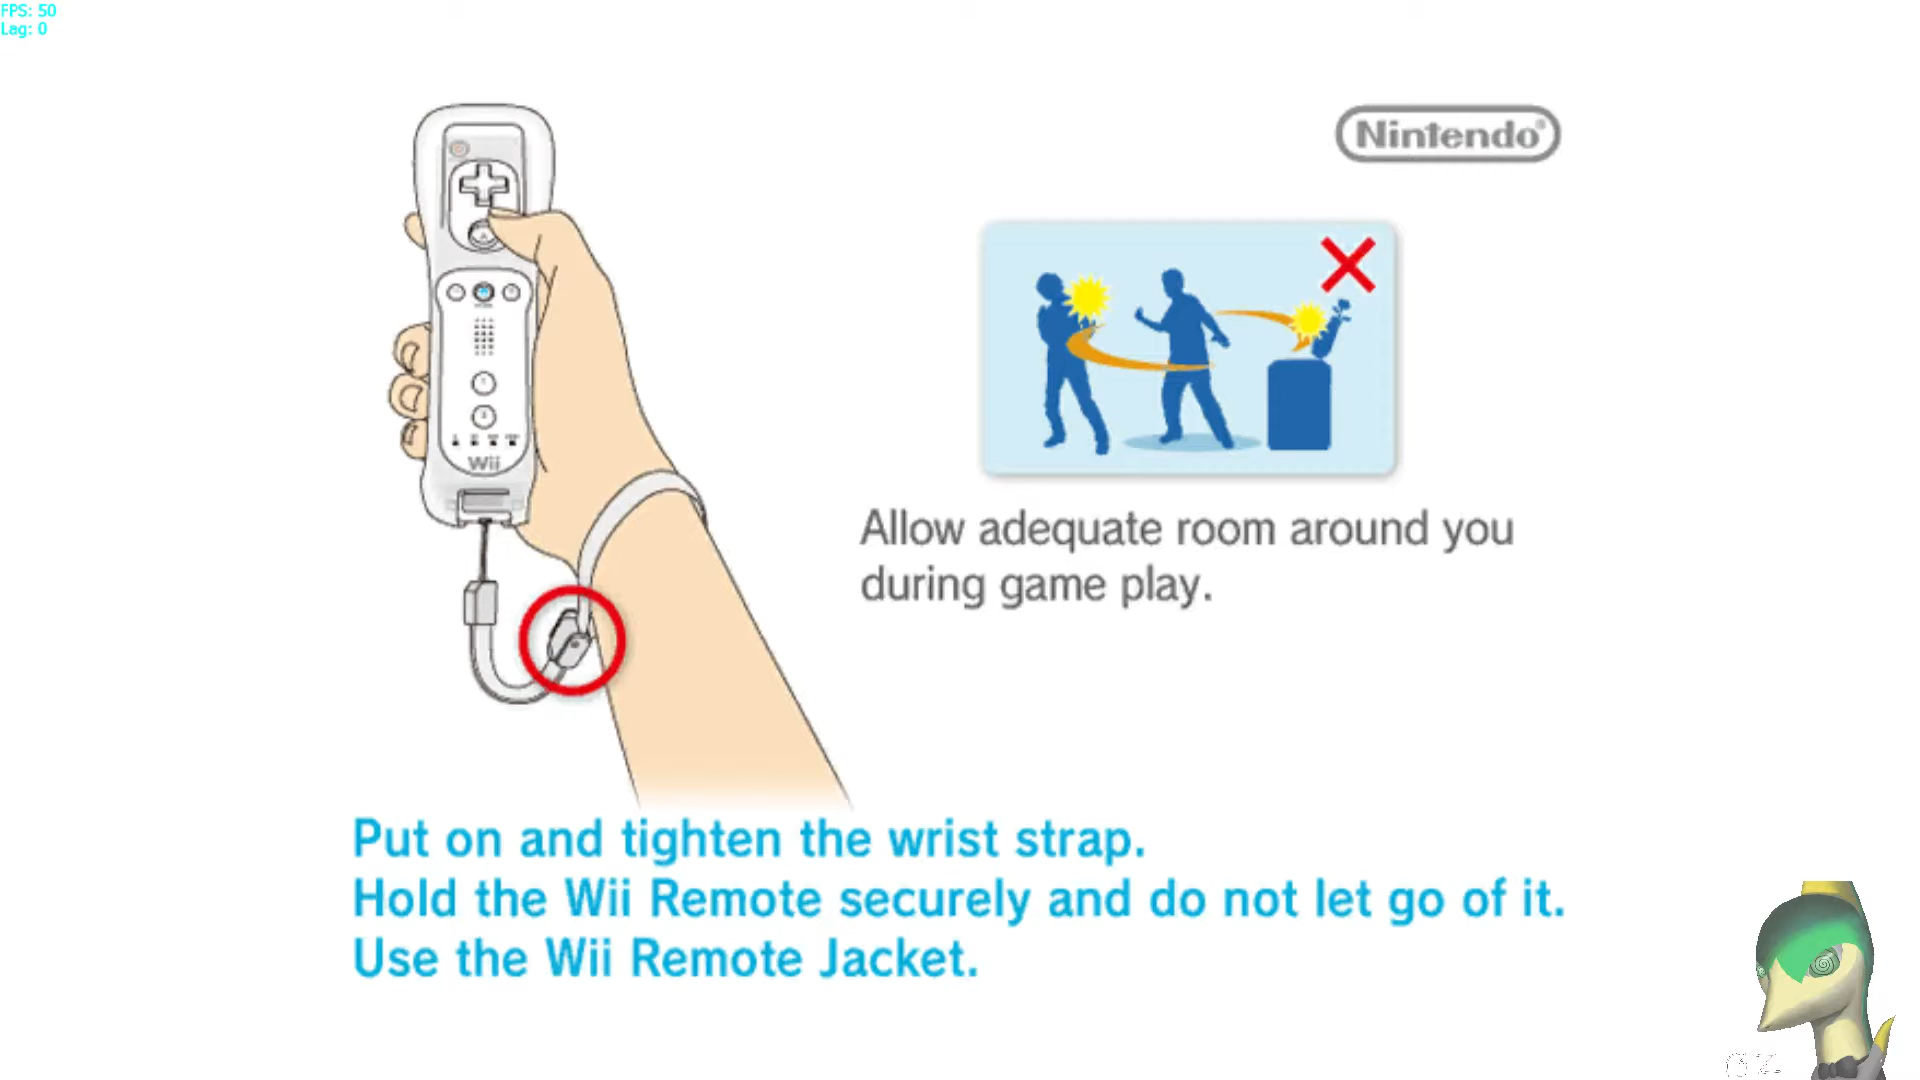 FPS: 50
Lag: 0
Nintendo®
Wii
Allow adequate room around you
during game play.
Put on and tighten the wrist strap.
Hold the Wii Remote securely and do not let go of it.
Use the Wii Remote Jacket.